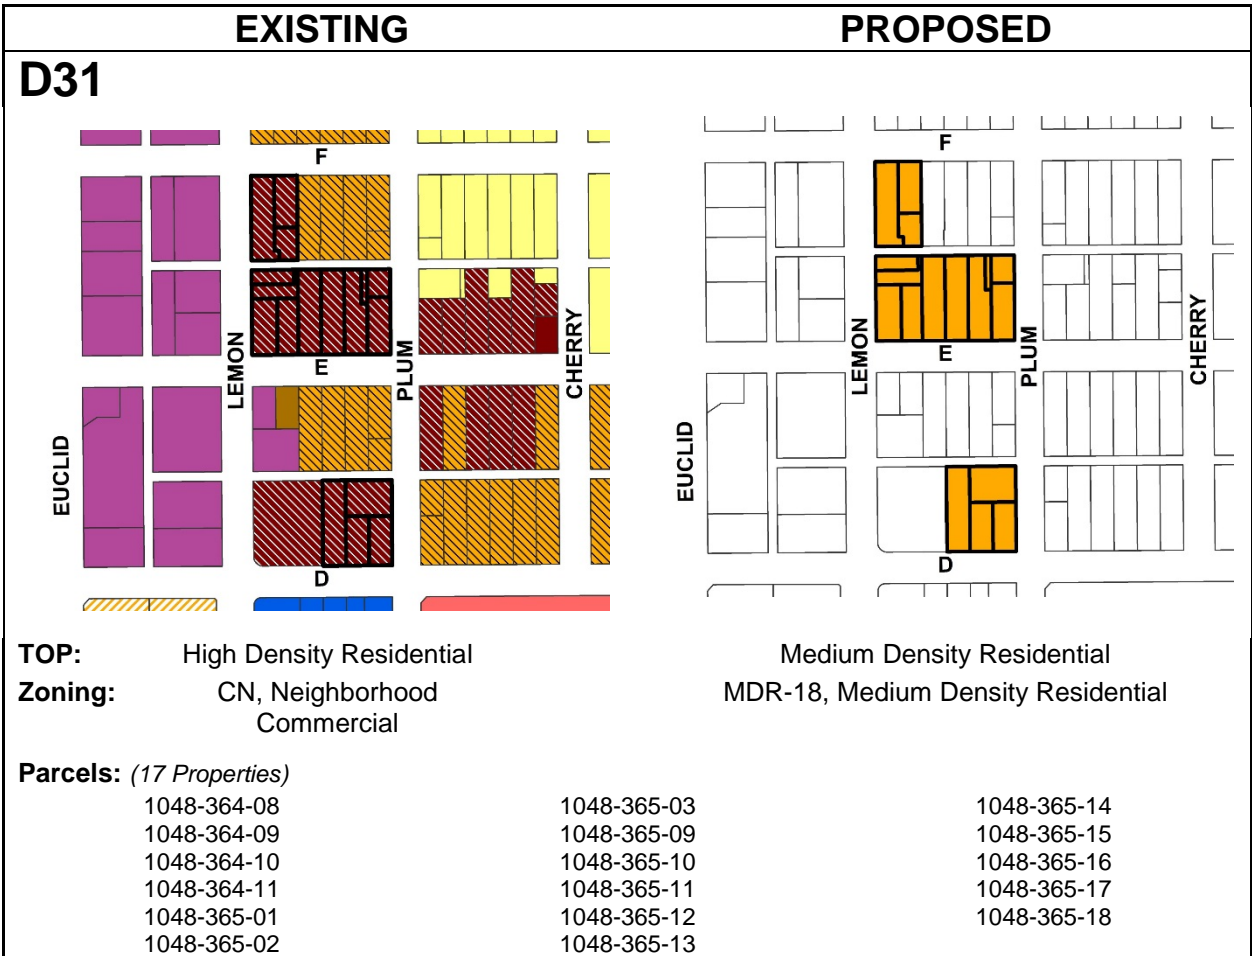 EXISTING
PROPOSED
D31
F
LEMON
E
PLUM
CHERRY
EUCLID
D
F
LEMON
E
PLUM
CHERRY
EUCLID
D
TOP: High Density Residential Medium Density Residential
Zoning: CN, Neighborhood MDR-18, Medium Density Residential
Commercial
Parcels: (17 Properties)
1048-364-08 1048-365-03 1048-365-14
1048-364-09 1048-365-09 1048-365-15
1048-364-10 1048-365-10 1048-365-16
1048-364-11 1048-365-11 1048-365-17
1048-365-01 1048-365-12 1048-365-18
1048-365-02 1048-365-13